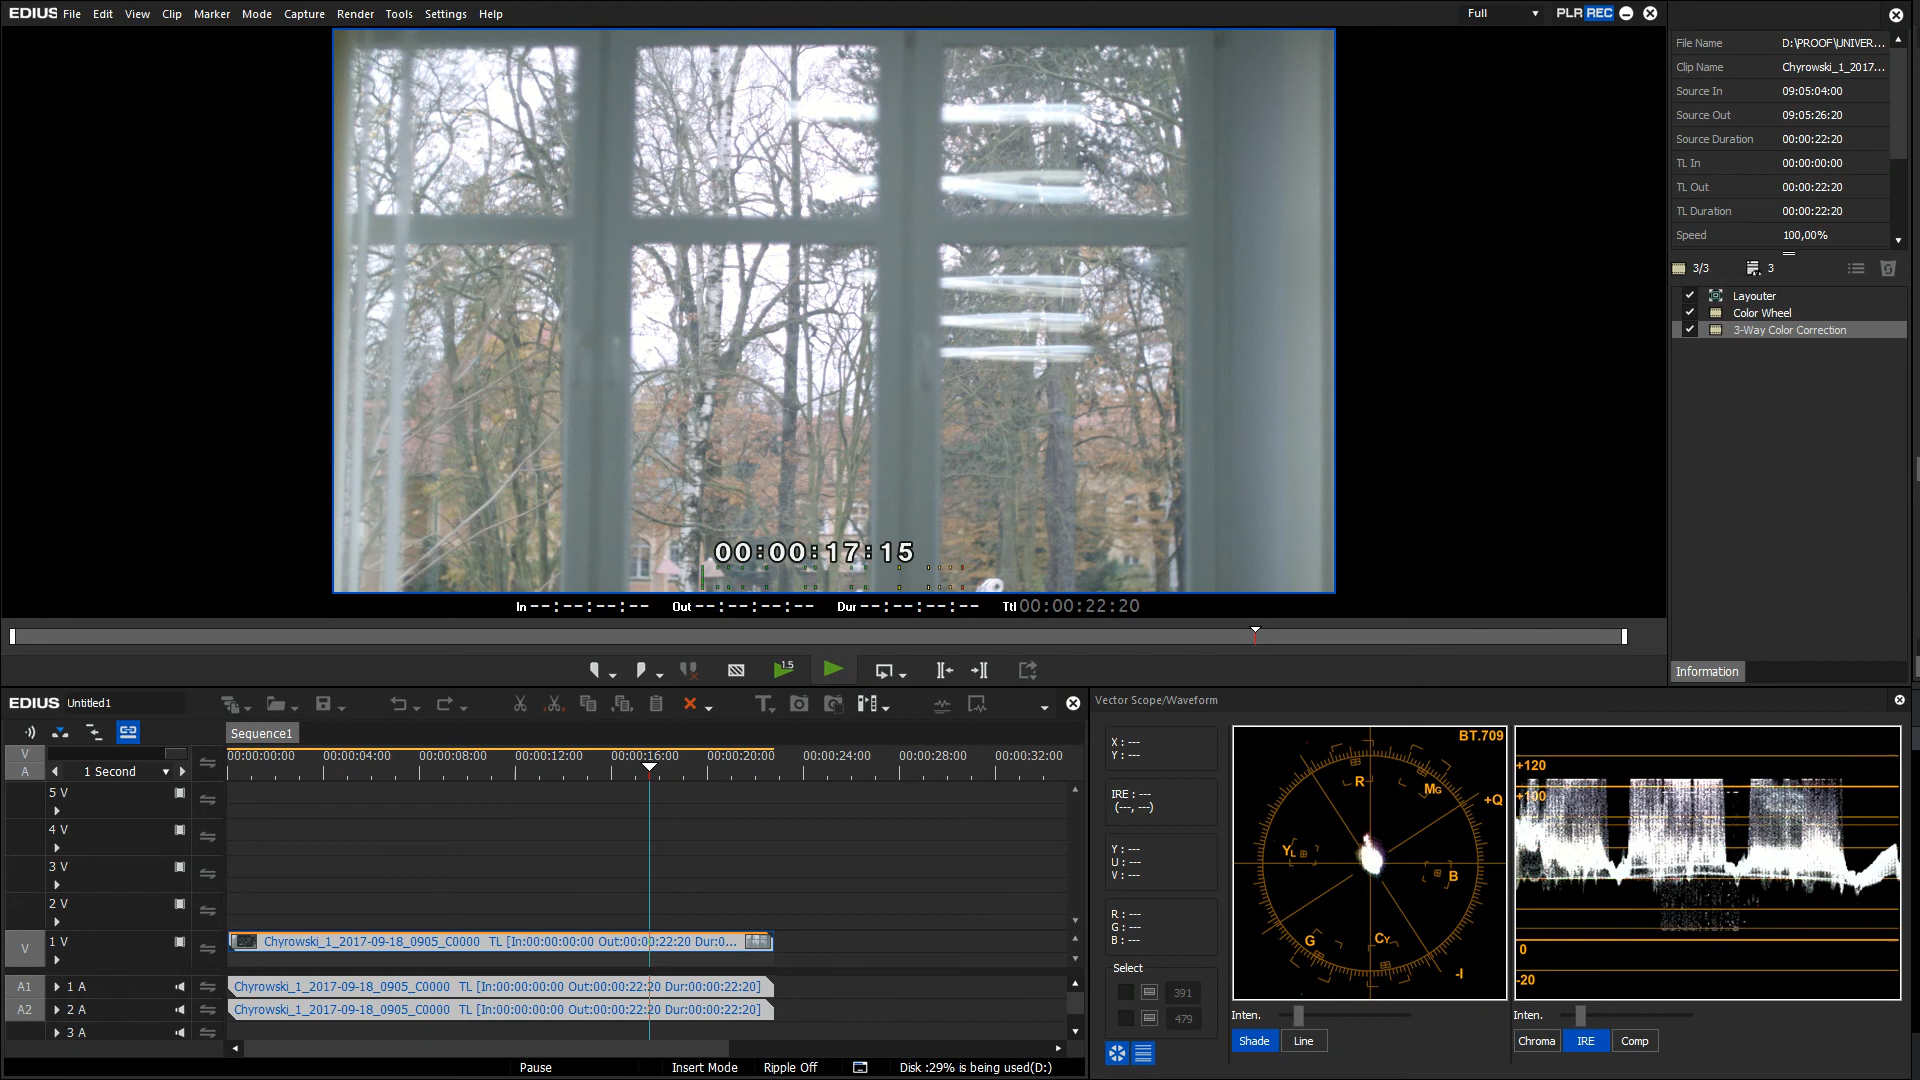 EDIUS File Edit View Clip Marker Mode Capture Render Tools Settings Help Full PLR REC
File Name D:\PROOF\UNIVER...
Clip Name Chyrowski_1_2017...
Source In 09:05:04:00
Source Out 09:05:26:20
Source Duration 00:00:22:20
TL In 00:00:00:00
TL Out 00:00:22:20
TL Duration 00:00:22:20
Speed 100,00%
3/3 3
Layouter
Color Wheel
3-Way Color Correction
Information
00:00:17:15
In --:--:--:-- Out --:--:--:-- Dur --:--:--:-- Ttl 00:00:22:20
1.5
EDIUS Untitled1
Sequence1
V
A
1 Second
00:00:00:00 00:00:04:00 00:00:08:00 00:00:12:00 00:00:16:00 00:00:20:00 00:00:24:00 00:00:28:00 00:00:32:00
5 V
4 V
3 V
2 V
V 1 V Chyrowski_1_2017-09-18_0905_C0000 TL [In:00:00:00:00 Out:00:00:22:20 Dur:0...
A1 1 A Chyrowski_1_2017-09-18_0905_C0000 TL [In:00:00:00:00 Out:00:00:22:20 Dur:00:00:22:20]
A2 2 A Chyrowski_1_2017-09-18_0905_C0000 TL [In:00:00:00:00 Out:00:00:22:20 Dur:00:00:22:20]
3 A
Pause Insert Mode Ripple Off Disk :29% is being used(D:)
Vector Scope/Waveform
X : ---
Y : ---
IRE : ---
(---, ---)
Y : ---
U : ---
V : ---
R : ---
G : ---
B : ---
Select
391
479
BT.709
R
MG
+Q
YL
B
G
CY
-I
Inten.
Shade Line
+120
+100
0
-20
Inten.
Chroma IRE Comp